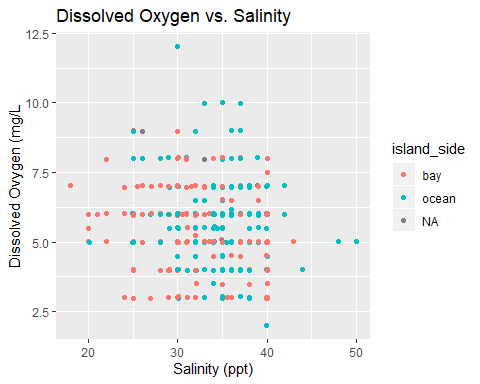 Dissolved Oxygen vs. Salinity
12.5
10.0
7.5
5.0
2.5
Dissolved Ovygen (mg/L
20
30
40
50
Salinity (ppt)
island_side
bay
ocean
NA